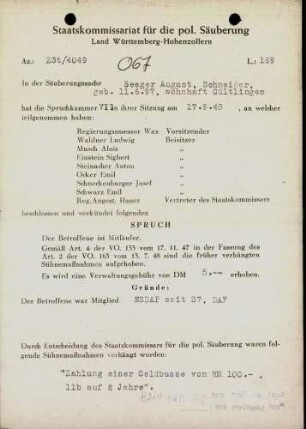 Staatskommissariat für die pol. Säuberung
Land Württemberg-Hohenzollern
Az.: 23t/4049 067 L.: 159
In der Säuberungssache Seeger August, Schneider,
geb. 11.6.97, wohnhaft Gültlingen
hat die Spruchkammer VII in ihrer Sitzung am 17.9.48, an welcher
teilgenommen haben:
Regierungsassessor Wax Vorsitzender
Waldner Ludwig Beisitzer
Musch Alois "
Einstein Sigbert "
Steinacher Anton "
Ocker Emil "
Schnerkenburger Josef "
Schwarz Emil "
Reg.Angest. Hauer Vertreter des Staatskommissars
beschlossen und verkündet folgenden
SPRUCH
Der Betroffene ist Mitläufer.
Gemäß Art. 4 der VO. 133 vom 17. 11. 47 in der Fassung des
Art. 2 der VO. 165 vom 13. 7. 48 sind die früher verhängten
Sühnemaßnahmen aufgehoben.
Es wird eine Verwaltungsgebühr von DM 5.-- erhoben.
Gründe:
Der Betroffene war Mitglied NSDAP seit 37, DAF
Durch Entscheidung des Staatskommissars für die pol. Säuberung waren fol-
gende Sühnemaßnahmen verhängt worden:
"Zahlung einer Geldbusse von RM 100.- ,
11b auf 2 Jahre".